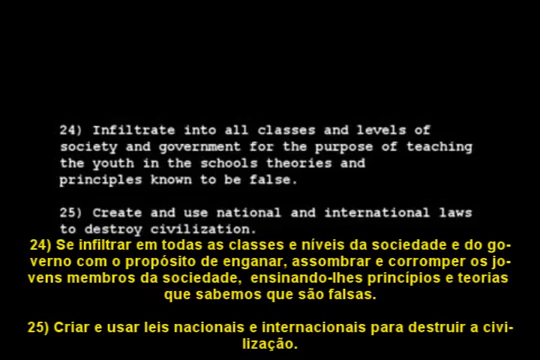 24) Infiltrate into all classes and levels of
society and government for the purpose of teaching
the youth in the schools theories and
principles known to be false.
25) Create and use national and international laws
to destroy civilization.
24) Se infiltrar em todas as classes e níveis da sociedade e do go-
verno com o propósito de enganar, assombrar e corromper os jo-
vens membros da sociedade, ensinando-lhes princípios e teorias
que sabemos que são falsas.
25) Criar e usar leis nacionais e internacionais para destruir a civi-
lização.